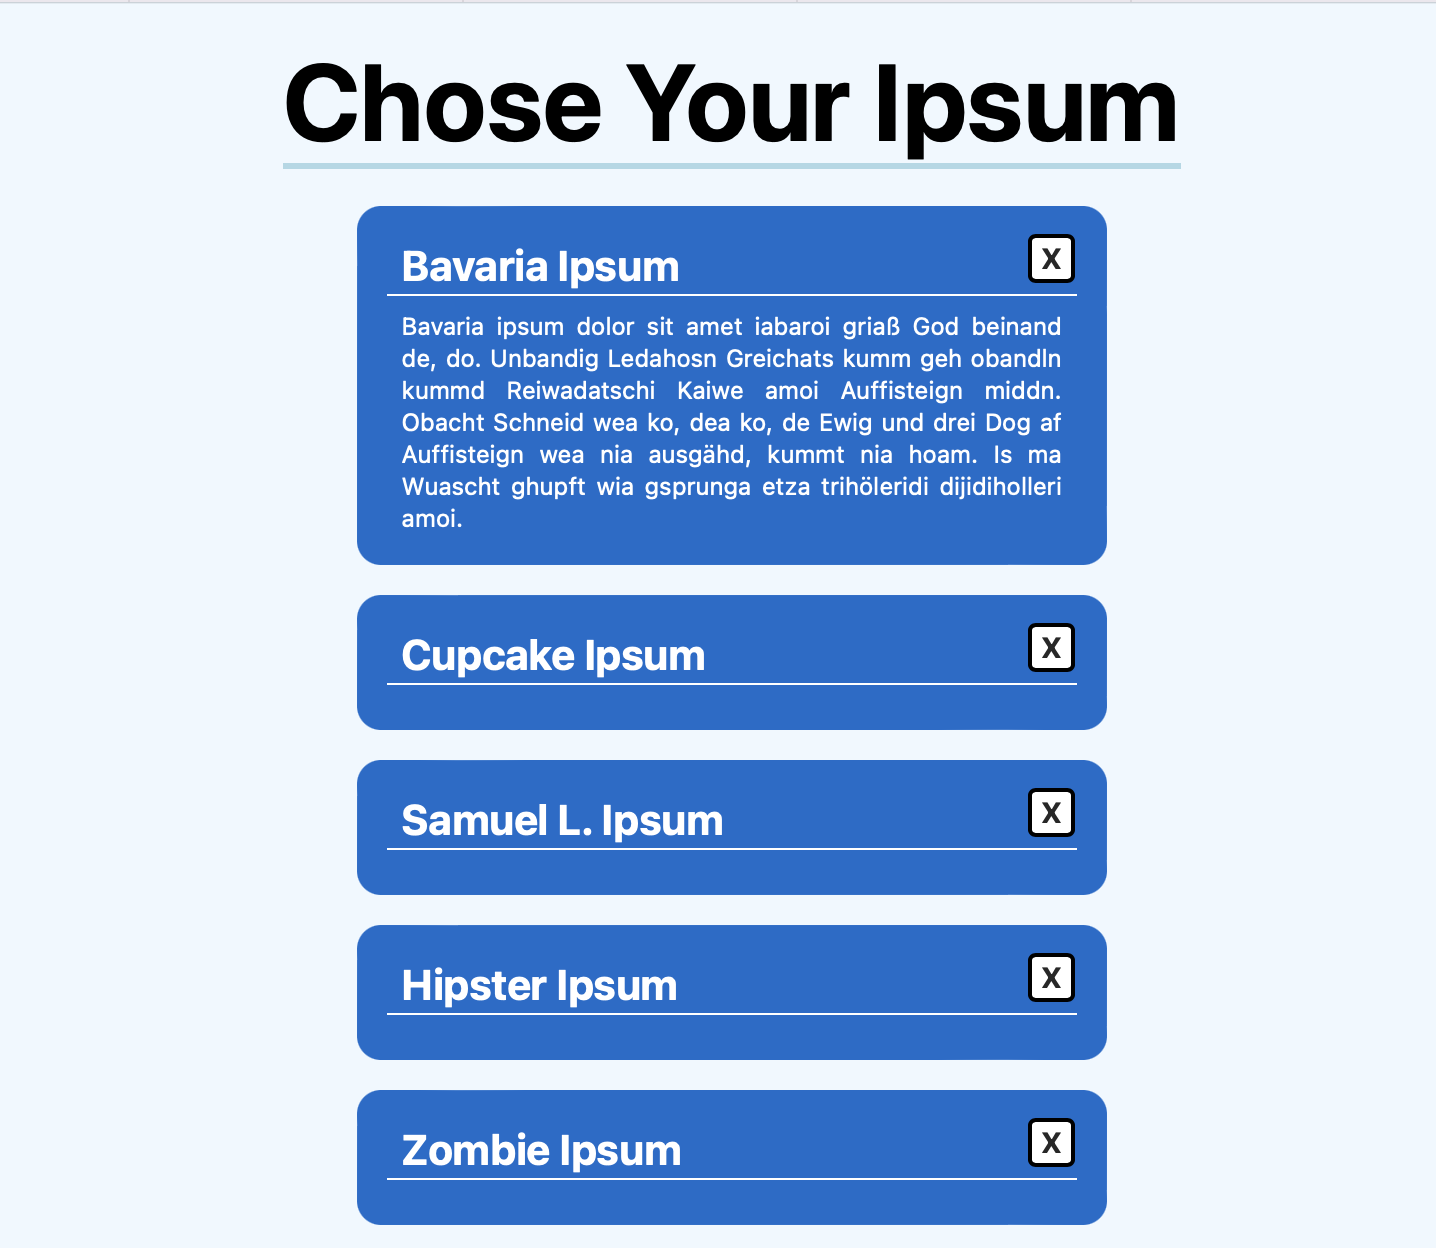 Chose Your Ipsum
Bavaria Ipsum
X
Bavaria ipsum dolor sit amet iabaroi griaß God beinand
de, do. Unbandig Ledahosn Greichats kumm geh obandln
kummd Reiwadatschi Kaiwe amoi Auffisteign middn.
Obacht Schneid wea ko, dea ko, de Ewig und drei Dog af
Auffisteign wea nia ausgähd, kummt nia hoam. Is ma
Wuascht ghupft wia gsprunga etza trihöleridi dijidiholleri
amoi.
Cupcake Ipsum
X
Samuel L. Ipsum
X
Hipster Ipsum
X
Zombie Ipsum
X